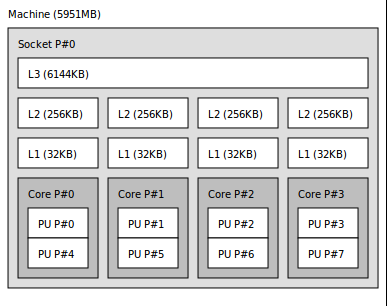 Machine (5951MB)
Socket P#0
L3 (6144KB)
L2 (256KB) L2 (256KB) L2 (256KB) L2 (256KB)
L1 (32KB) L1 (32KB) L1 (32KB) L1 (32KB)
Core P#0 Core P#1 Core P#2 Core P#3
PU P#0 PU P#1 PU P#2 PU P#3
PU P#4 PU P#5 PU P#6 PU P#7